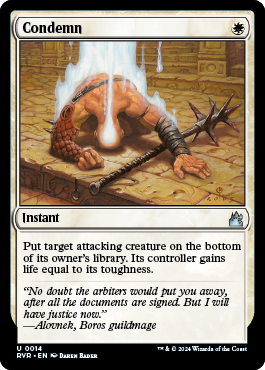 Condemn
Instant
Put target attacking creature on the bottom
of its owner's library. Its controller gains
life equal to its toughness.
“No doubt the arbiters would put you away,
after all the documents are signed. But I will
have justice now.”
—Alovnek, Boros guildmage
U 0014
RVR • EN Daren Bader
™ & © 2024 Wizards of the Coast